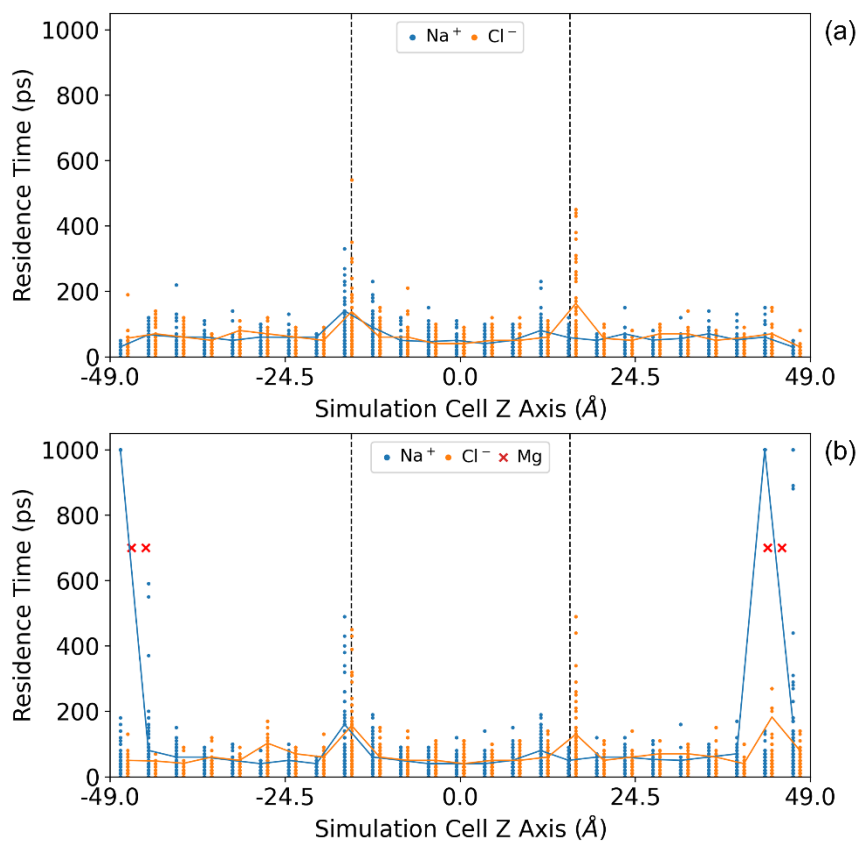 (a)
Na⁺ Cl⁻
Residence Time (ps)
1000
800
600
400
200
0
-49.0 -24.5 0.0 24.5 49.0
Simulation Cell Z Axis (Å)
(b)
Na⁺ Cl⁻ Mg
Residence Time (ps)
1000
800
600
400
200
0
-49.0 -24.5 0.0 24.5 49.0
Simulation Cell Z Axis (Å)